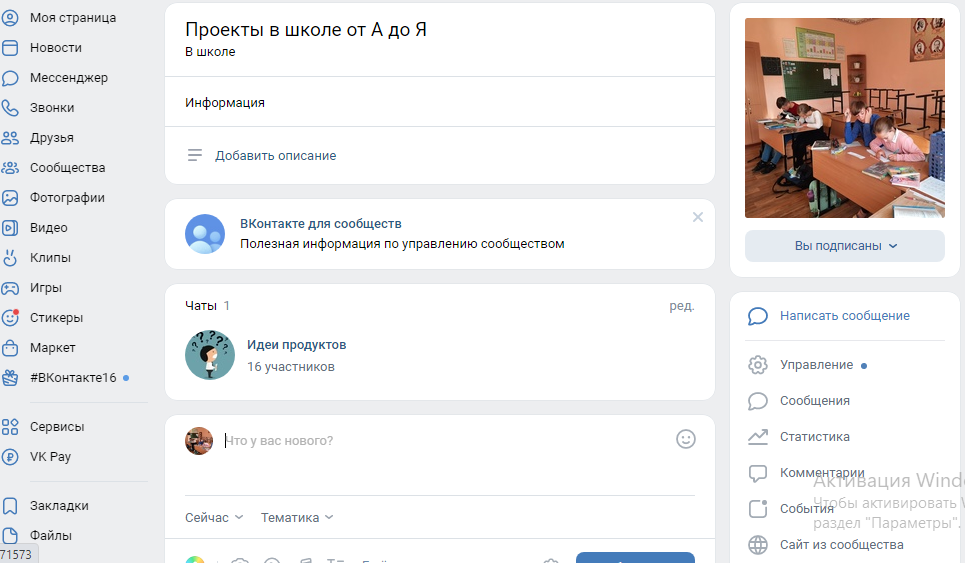 Моя страница
Новости
Мессенджер
Звонки
Друзья
Сообщества
Фотографии
Видео
Клипы
Игры
Стикеры
Маркет
#ВКонтакте16
Сервисы
VK Pay
Закладки
Файлы
71573
Проекты в школе от А до Я
В школе
Информация
Добавить описание
ВКонтакте для сообществ
Полезная информация по управлению сообществом
Чаты 1
ред.
Идеи продуктов
16 участников
Что у вас нового?
Сейчас
Тематика
Вы подписаны
Написать сообщение
Управление
Сообщения
Статистика
Комментарии
События
Сайт из сообщества
Активация Wind
Чтобы активировать W
раздел "Параметры".